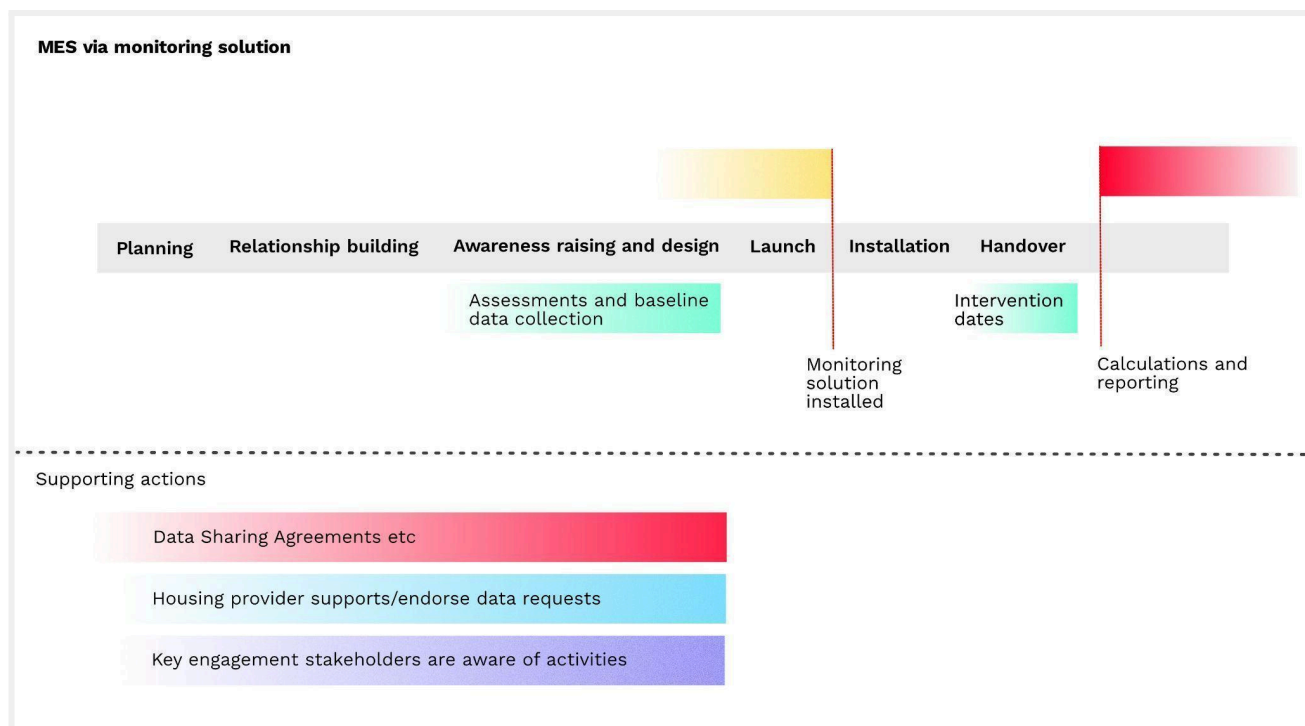 MES via monitoring solution
Planning
Relationship building
Awareness raising and design
Launch
Installation
Handover
Assessments and baseline
data collection
Intervention
dates
Monitoring
solution
installed
Calculations and
reporting
Supporting actions
Data Sharing Agreements etc
Housing provider supports/endorse data requests
Key engagement stakeholders are aware of activities